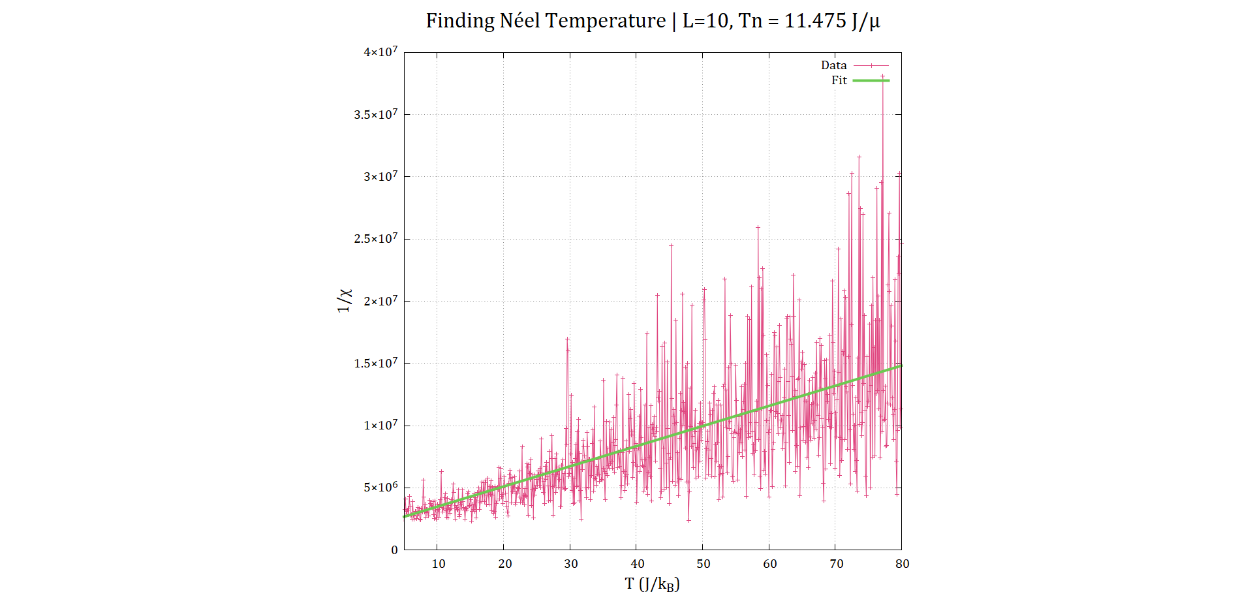 Finding Néel Temperature | L=10, Tn = 11.475 J/μ
4×10⁷
3.5×10⁷
3×10⁷
2.5×10⁷
2×10⁷
1.5×10⁷
1×10⁷
5×10⁶
0
1/χ
Data
Fit
10 20 30 40 50 60 70 80
T (J/k_B)